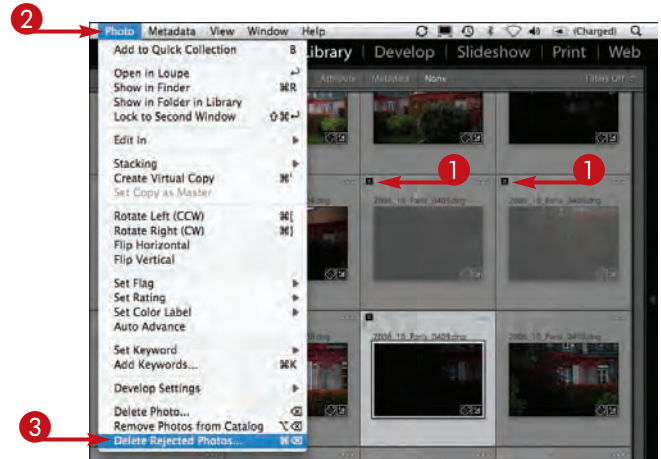 2
Photo Metadata View Window Help (Charged)
Library | Develop | Slideshow | Print | Web
Attribute Metadata None Filters Off
Add to Quick Collection B
Open in Loupe ↵
Show in Finder ⌘R
Show in Folder in Library
Lock to Second Window ⇧⌘↵
Edit In
Stacking
Create Virtual Copy ⌘'
Set Copy as Master
1 1
2006_10_Paris_0405.dng
Rotate Left (CCW) ⌘[
Rotate Right (CW) ⌘]
Flip Horizontal
Flip Vertical
Set Flag
Set Rating
Set Color Label
Auto Advance
2006_10_Paris_0409.dng
Set Keyword
Add Keywords... ⌘K
Develop Settings
Delete Photo... ⌫
Remove Photos from Catalog ⌥⌫
3
Delete Rejected Photos... ⌘⌫